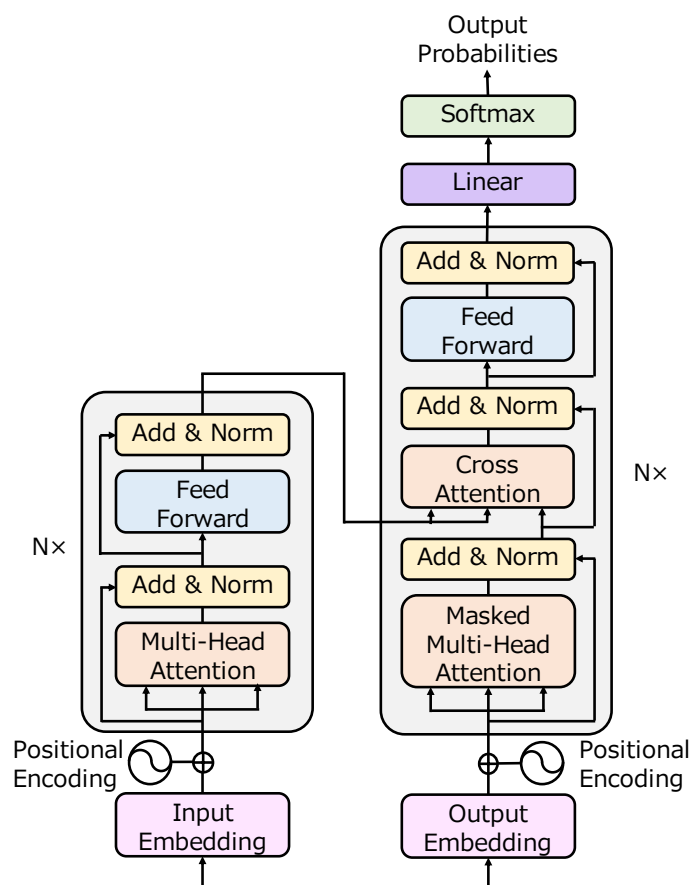 Output
Probabilities
Softmax
Linear
Add & Norm
Feed
Forward
Add & Norm
Cross
Attention
Add & Norm
Masked
Multi-Head
Attention
N×
Positional
Encoding
Output
Embedding
Add & Norm
Feed
Forward
Add & Norm
Multi-Head
Attention
N×
Positional
Encoding
Input
Embedding